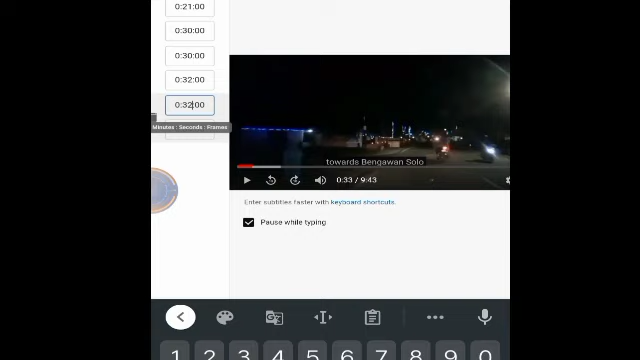 0:21:00
0:30:00
0:30:00
0:32:00
0:32:00
Minutes : Seconds : Frames
towards Bengawan Solo
0:33 / 9:43
Enter subtitles faster with keyboard shortcuts.
Pause while typing
1 2 3 4 5 6 7 8 9 0